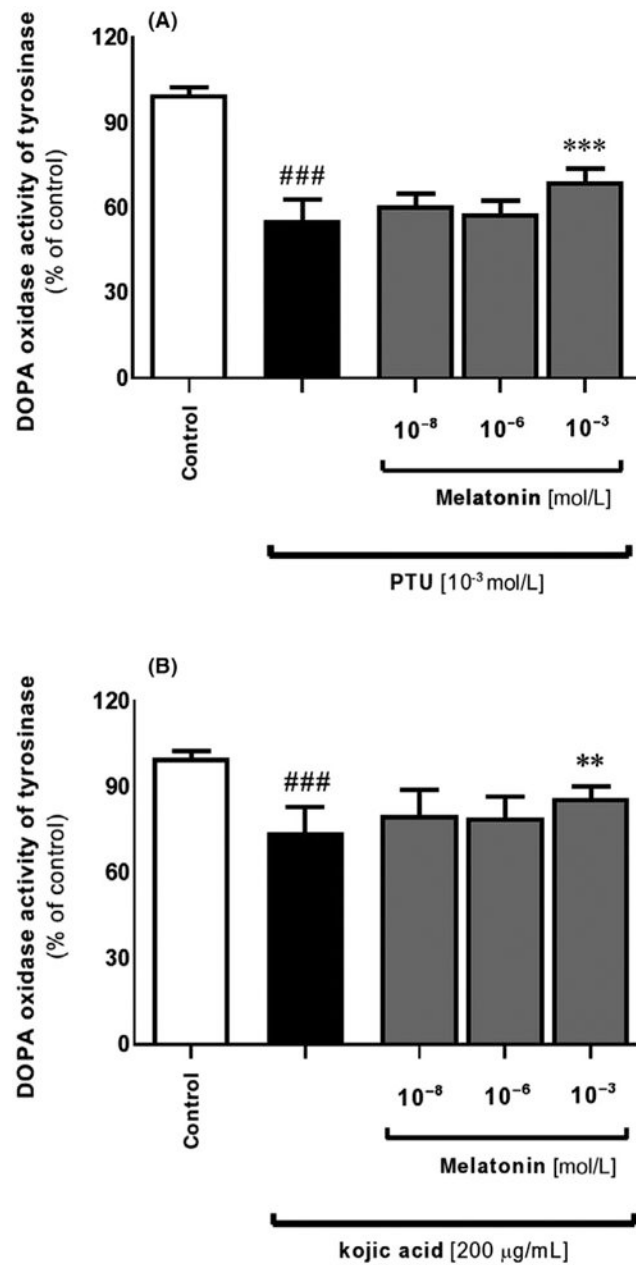 (A)
DOPA oxidase activity of tyrosinase
(% of control)
120
90
60
30
0
###
***
Control
10⁻⁸ 10⁻⁶ 10⁻³
Melatonin [mol/L]
PTU [10⁻³ mol/L]
(B)
DOPA oxidase activity of tyrosinase
(% of control)
120
90
60
30
0
###
**
Control
10⁻⁸ 10⁻⁶ 10⁻³
Melatonin [mol/L]
kojic acid [200 µg/mL]